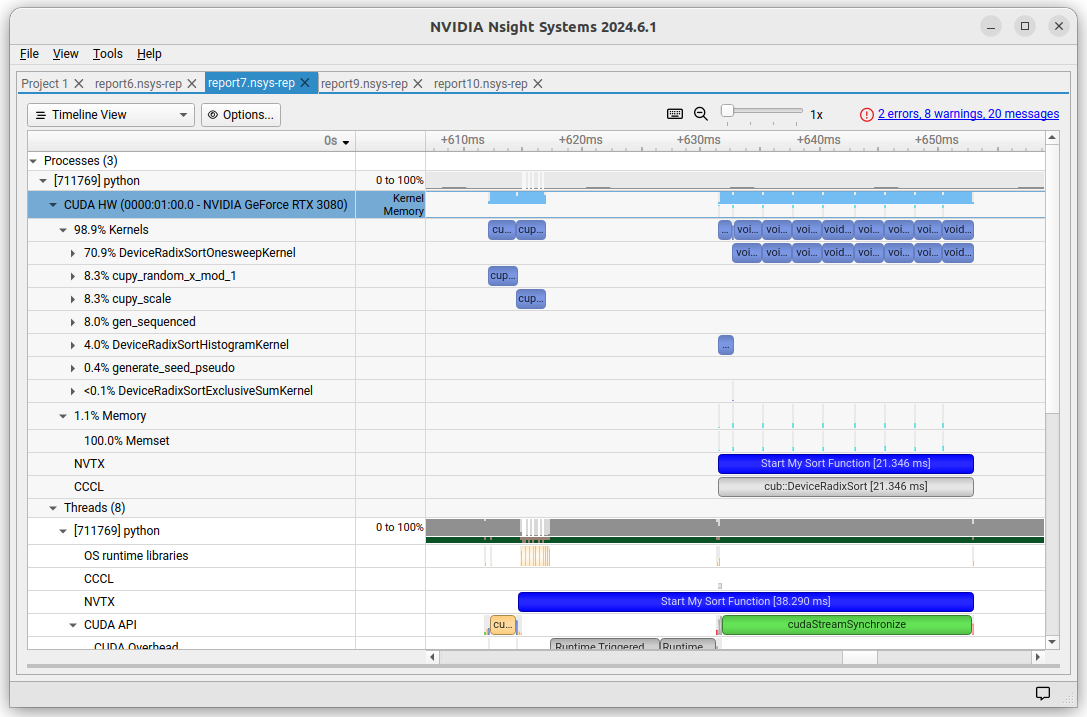 NVIDIA Nsight Systems 2024.6.1
File View Tools Help
Project 1 report6.nsys-rep report7.nsys-rep report9.nsys-rep report10.nsys-rep
Timeline View Options... 1x 2 errors, 8 warnings, 20 messages
0s +610ms +620ms +630ms +640ms +650ms
Processes (3)
[711769] python 0 to 100%
CUDA HW (0000:01:00.0 - NVIDIA GeForce RTX 3080) Kernel
Memory
98.9% Kernels cu... cup... ... voi... voi... voi... void... voi... voi... voi... void...
70.9% DeviceRadixSortOnesweepKernel voi... voi... voi... void... voi... voi... voi... void...
8.3% cupy_random_x_mod_1 cup...
8.3% cupy_scale cup...
8.0% gen_sequenced
4.0% DeviceRadixSortHistogramKernel ...
0.4% generate_seed_pseudo
<0.1% DeviceRadixSortExclusiveSumKernel
1.1% Memory
100.0% Memset
NVTX Start My Sort Function [21.346 ms]
CCCL cub::DeviceRadixSort [21.346 ms]
Threads (8)
[711769] python 0 to 100%
OS runtime libraries
CCCL
NVTX Start My Sort Function [38.290 ms]
CUDA API cu... cudaStreamSynchronize
CUDA Overhead Runtime Triggered Runtime